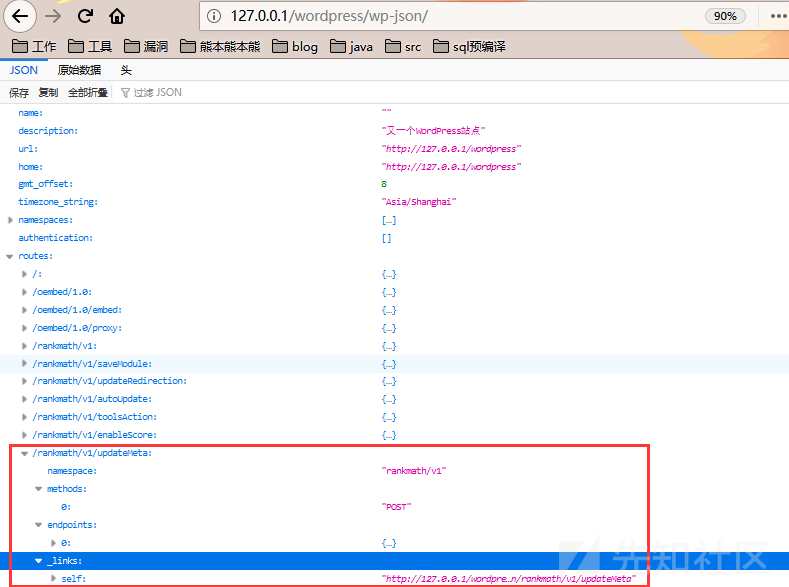 127.0.0.1/wordpress/wp-json/ 90%
工作 工具 漏洞 熊本熊本能 blog java src sql预编译
JSON 原始数据 头
保存 复制 全部折叠 过滤 JSON
name: ""
description: "又一个WordPress站点"
url: "http://127.0.0.1/wordpress"
home: "http://127.0.0.1/wordpress"
gmt_offset: 8
timezone_string: "Asia/Shanghai"
namespaces: […]
authentication: []
routes:
/: {…}
/oembed/1.0: {…}
/oembed/1.0/embed: {…}
/oembed/1.0/proxy: {…}
/rankmath/v1: {…}
/rankmath/v1/saveModule: {…}
/rankmath/v1/updateRedirection: {…}
/rankmath/v1/autoUpdate: {…}
/rankmath/v1/toolsAction: {…}
/rankmath/v1/enableScore: {…}
/rankmath/v1/updateMeta:
namespace: "rankmath/v1"
methods:
0: "POST"
endpoints:
0: {…}
_links:
self: "http://127.0.0.1/wordpre…n/rankmath/v1/updateMeta"
先知社区